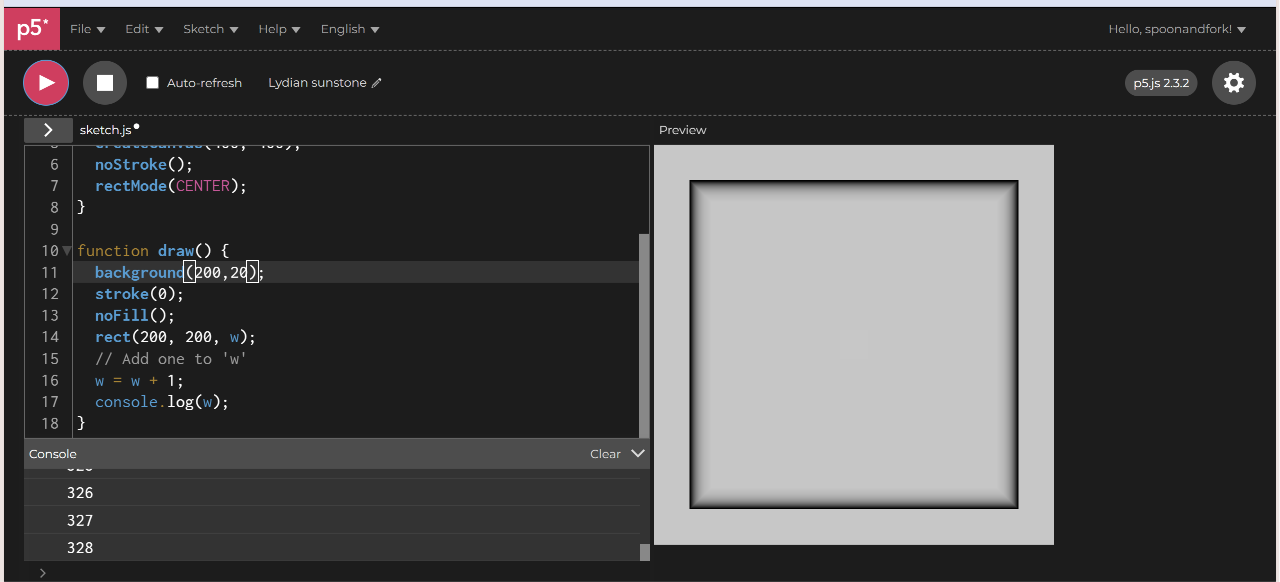 p5* File Edit Sketch Help English Hello, spoonandfork!
Auto-refresh Lydian sunstone p5.js 2.3.2
sketch.js Preview
6 noStroke();
7 rectMode(CENTER);
8 }
9
10 function draw() {
11 background(200,20);
12 stroke(0);
13 noFill();
14 rect(200, 200, w);
15 // Add one to 'w'
16 w = w + 1;
17 console.log(w);
18 }
Console Clear
326
327
328